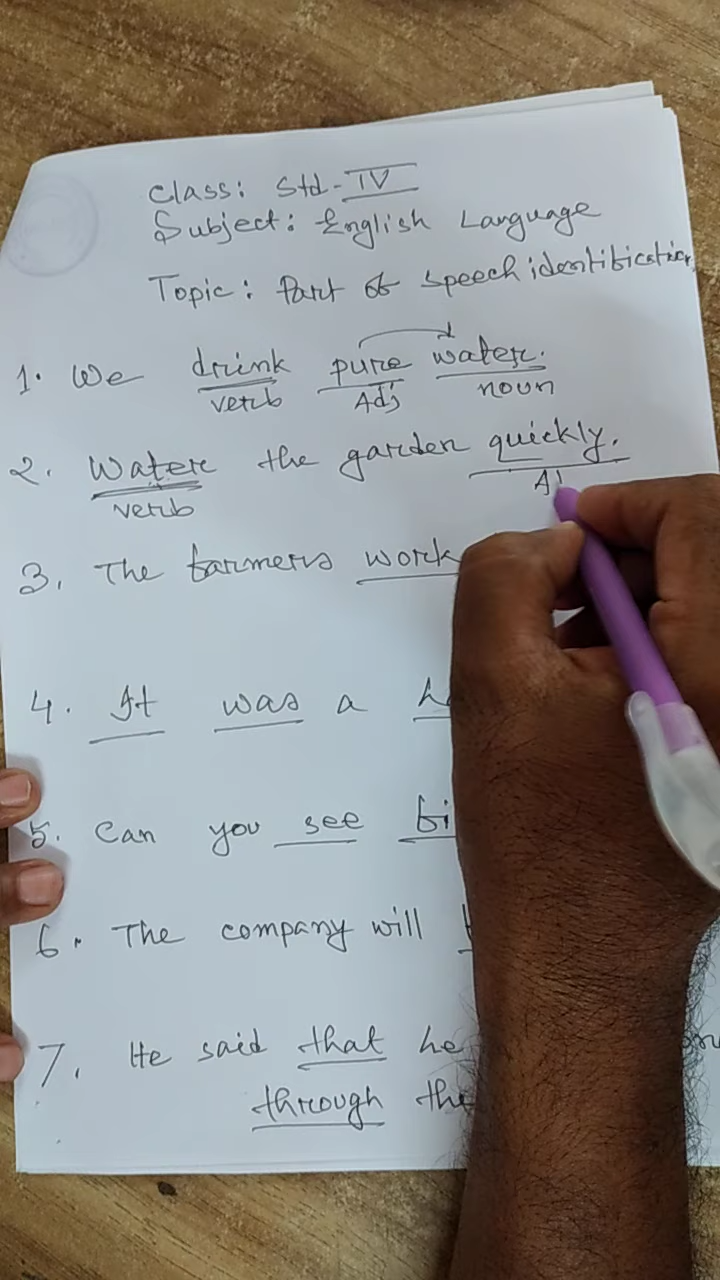 Class: Std-IV
Subject: English Language
Topic: Part of speech identification
1. We drink pure water.
verb Adj noun
2. Water the garden quickly.
verb
3. The farmers work
4. It was a
5. Can you see
6. The company will
7. He said that he
through the